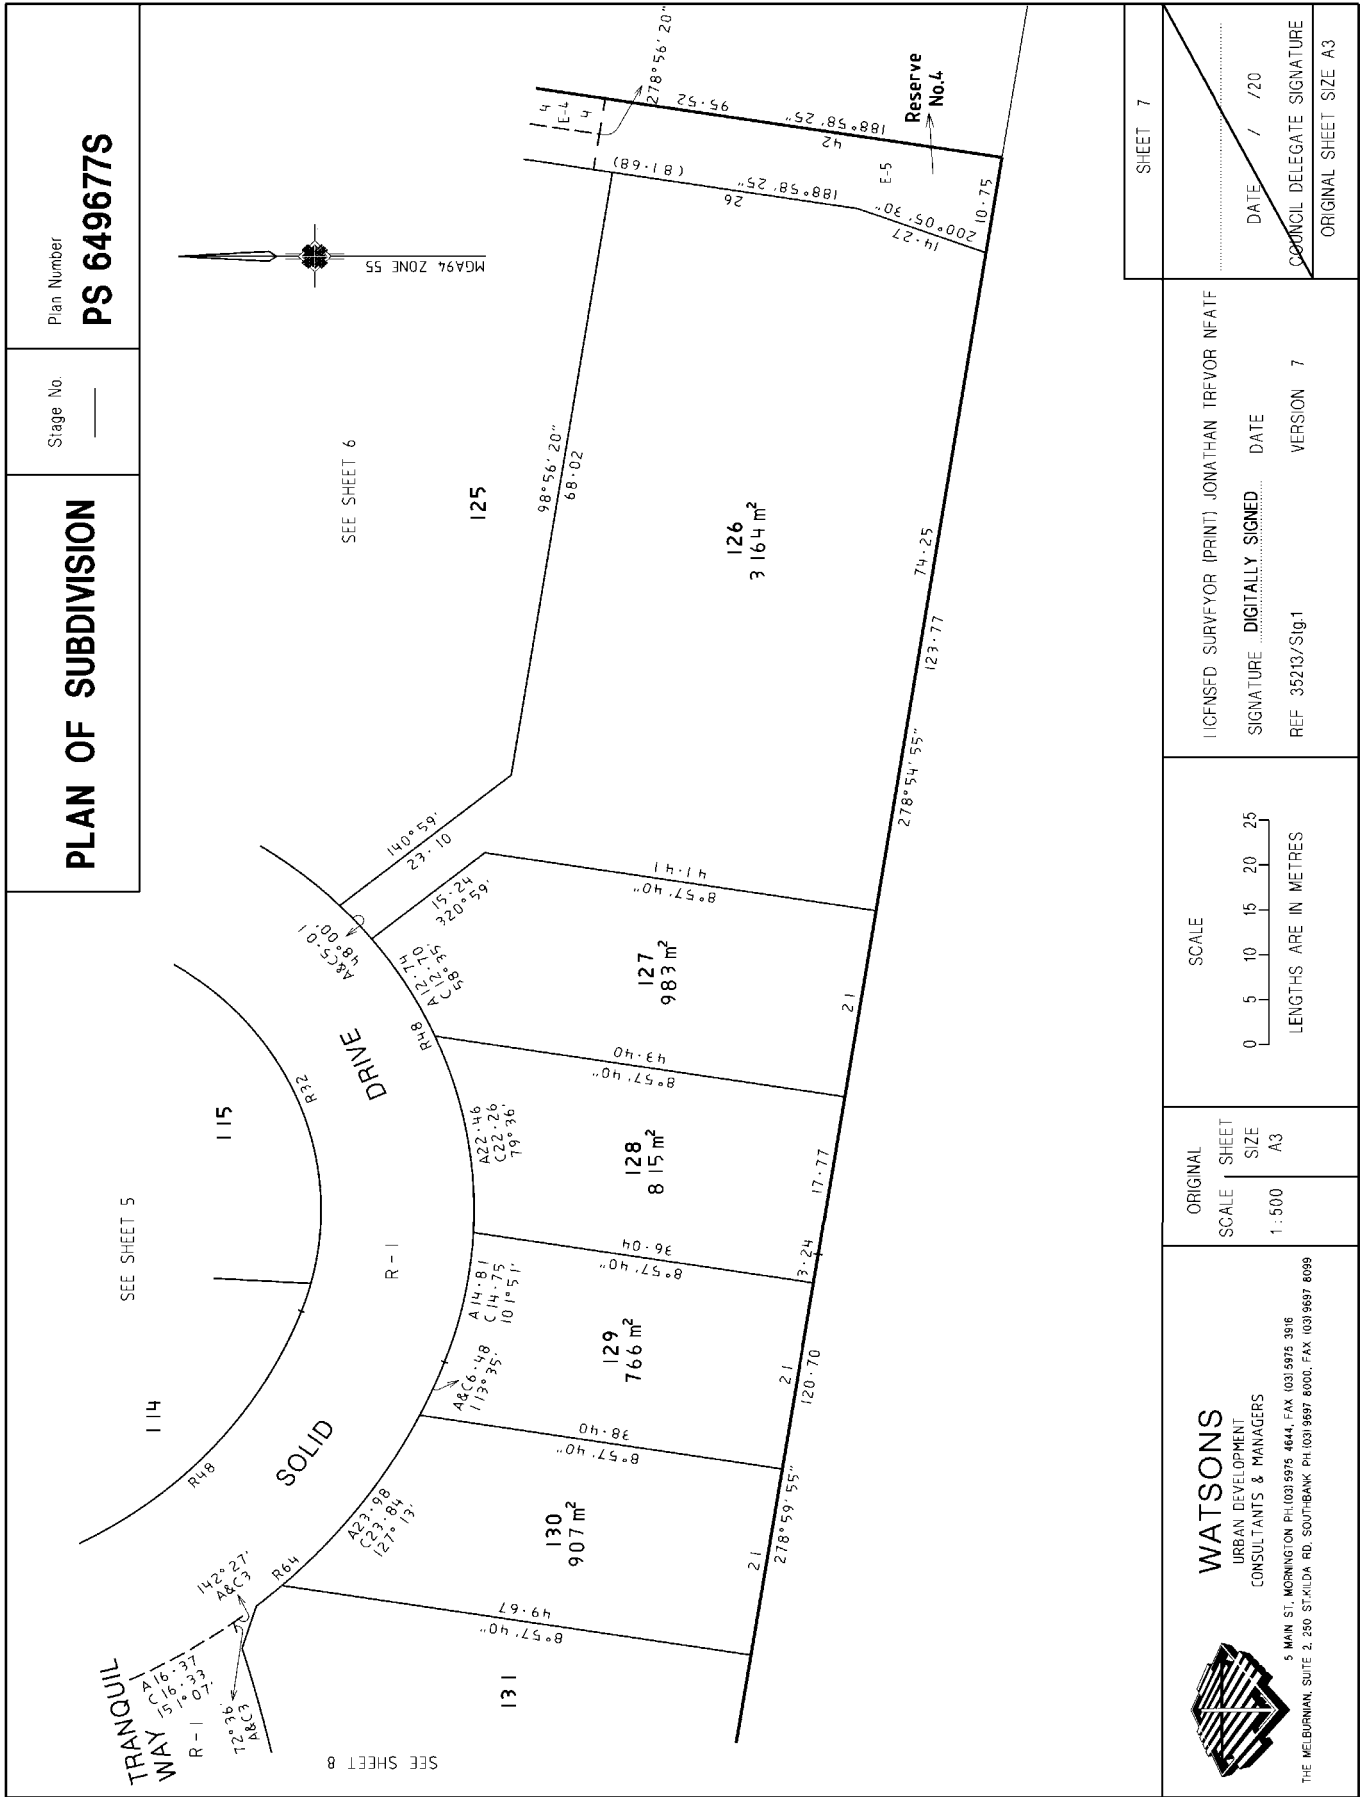 PLAN OF SUBDIVISION
Stage No.
Plan Number
PS 649677S
SEE SHEET 5
SEE SHEET 6
MGA94 ZONE 55
TRANQUIL
WAY
R-1
A16·37
C16·33
151°07'
72°36'
A&C3
142°27'
A&C3
SEE SHEET 8
114
115
125
R48
R32
SOLID
DRIVE
R-1
R64
R48
A&C5·01
48°00'
140°59'
23·10
15·24
320°59'
A12·74
C12·70
58°35'
A22·46
C22·26
79°36'
A14·81
C14·75
101°51'
A&C6·48
113°35'
A23·98
C23·84
127°13'
98°56'20"
68·02
278°56'20"
4
E-4
4
95·52
188°58'25"
42
(81·68)
188°58'25"
26
200°05'30"
14·27
E-5
Reserve
No.4
10·75
131
8°57'40"
49·67
130
907m²
8°57'40"
38·40
129
766m²
8°57'40"
36·04
128
815m²
8°57'40"
43·40
127
983m²
8°57'40"
41·41
126
3164m²
21
278°59'55"
21
120·70
3·24
17·77
21
278°54'55"
123·77
74·25
WATSONS
URBAN DEVELOPMENT
CONSULTANTS & MANAGERS
5 MAIN ST, MORNINGTON PH.(03) 5975 4644, FAX (03) 5975 3916
THE MELBURNIAN, SUITE 2, 250 ST.KILDA RD, SOUTHBANK PH.(03) 9697 8000, FAX (03) 9697 8099
ORIGINAL
SCALE
SHEET
SIZE
1:500
A3
SCALE
0 5 10 15 20 25
LENGTHS ARE IN METRES
LICENSED SURVEYOR (PRINT) JONATHAN TREVOR NEATE
SIGNATURE DIGITALLY SIGNED DATE
REF 35213/Stg.1 VERSION 7
SHEET 7
DATE / /20
COUNCIL DELEGATE SIGNATURE
ORIGINAL SHEET SIZE A3